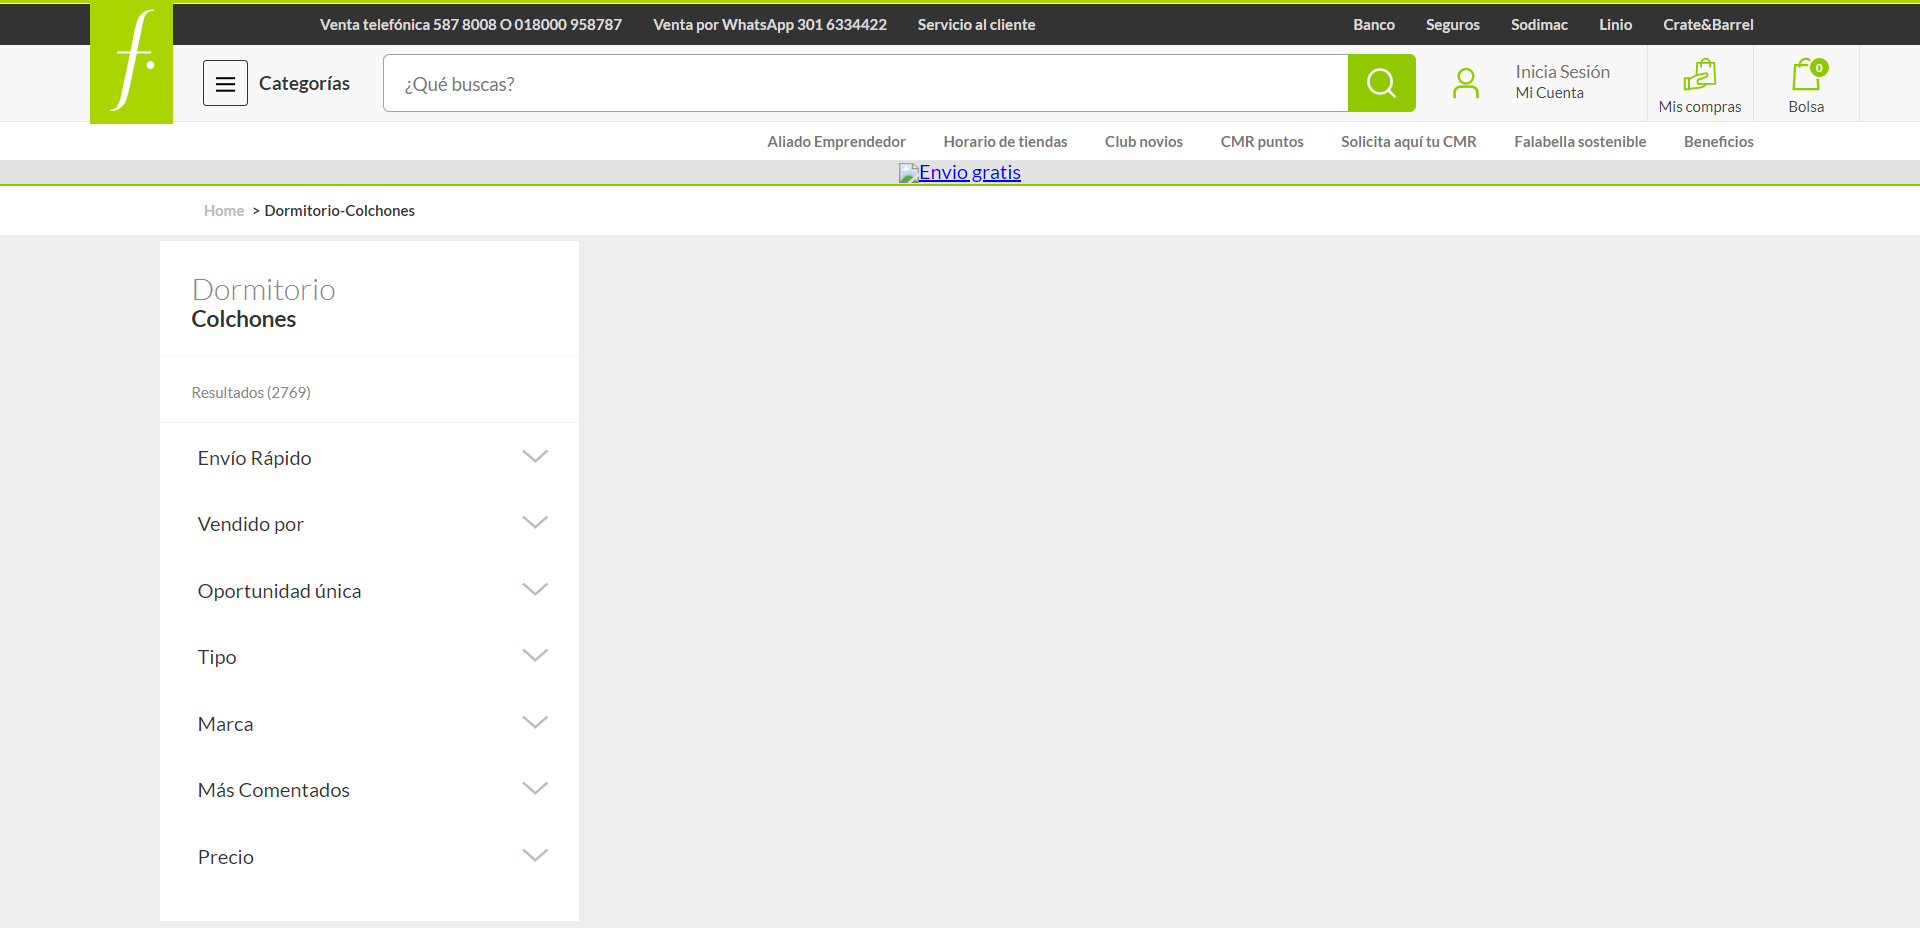 Venta telefónica 587 8008 O 018000 958787 Venta por WhatsApp 301 6334422 Servicio al cliente Banco Seguros Sodimac Linio Crate&Barrel
f.
Categorías
¿Qué buscas?
Inicia Sesión
Mi Cuenta
Mis compras
0
Bolsa
Aliado Emprendedor Horario de tiendas Club novios CMR puntos Solicita aquí tu CMR Falabella sostenible Beneficios
Envio gratis
Home > Dormitorio-Colchones
Dormitorio
Colchones
Resultados (2769)
Envío Rápido
Vendido por
Oportunidad única
Tipo
Marca
Más Comentados
Precio